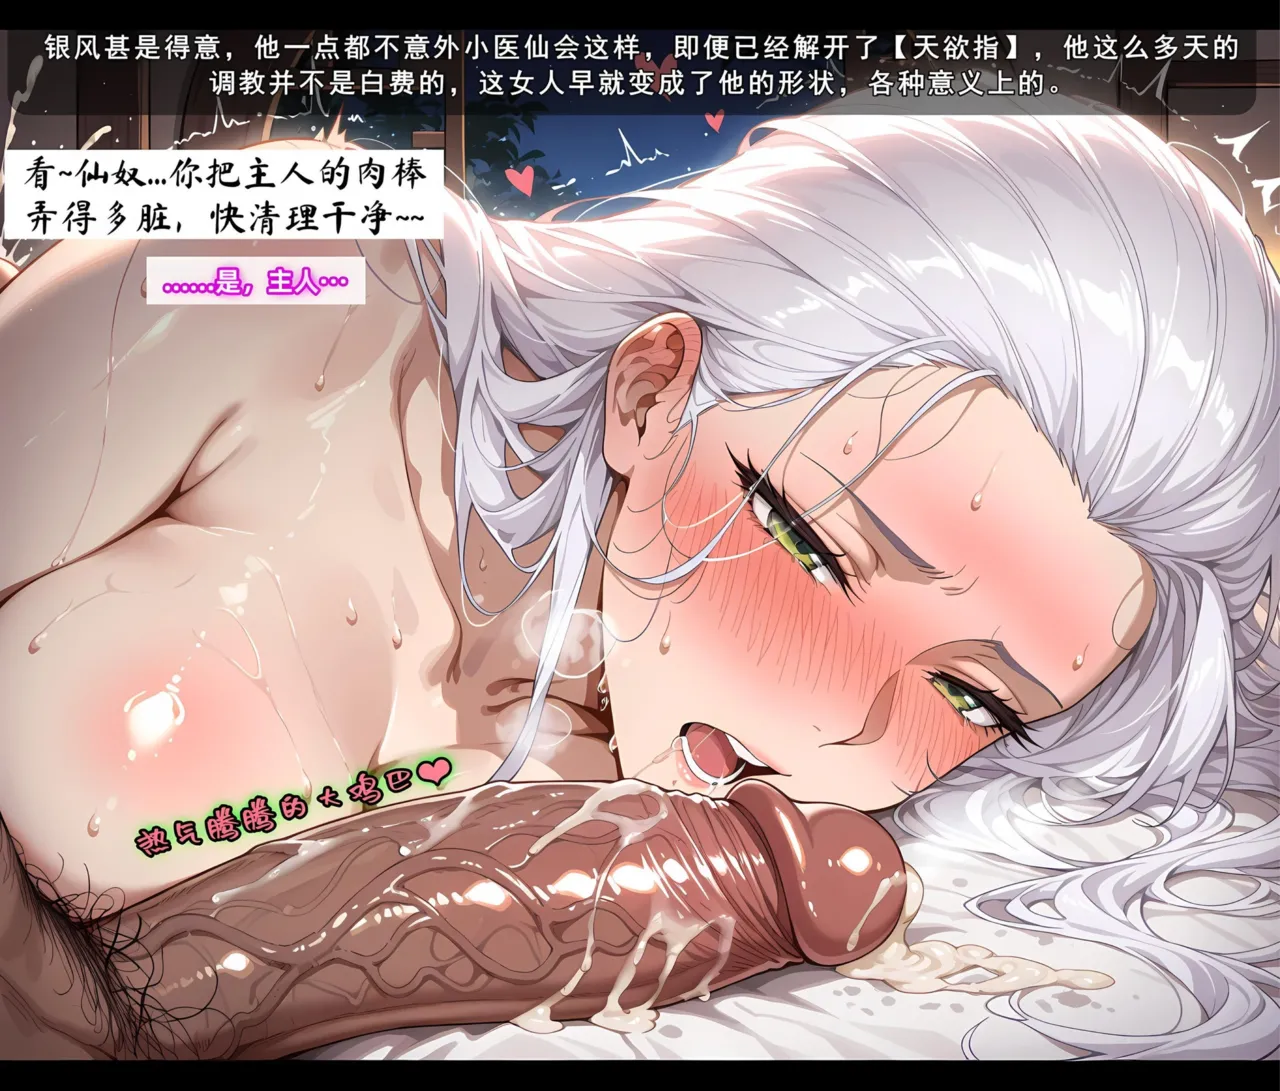 银风甚是得意，他一点都不意外小医仙会这样，即便已经解开了【天欲指】，他这么多天的
调教并不是白费的，这女人早就变成了他的形状，各种意义上的。
看~仙奴...你把主人的肉棒
弄得多脏，快清理干净~~
......是，主人…
热气腾腾的大鸡巴